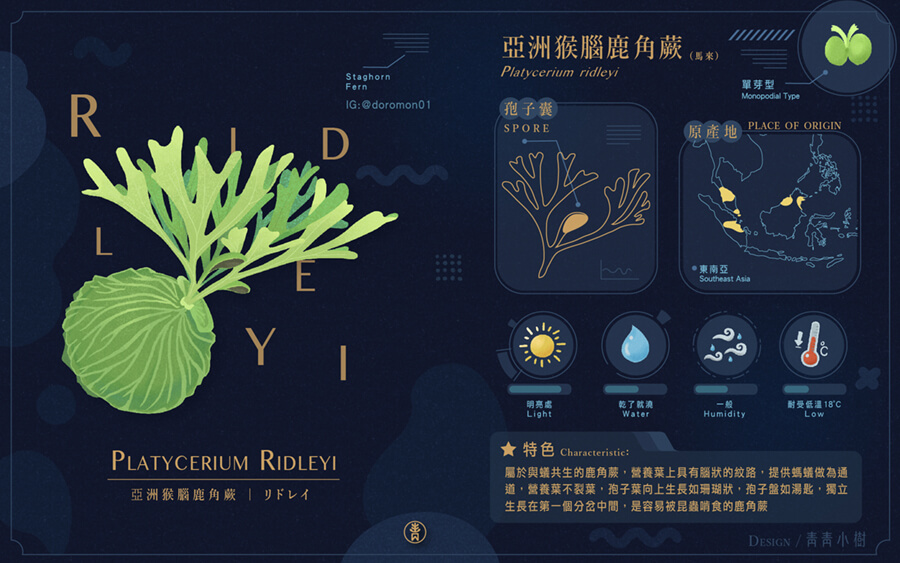 Staghorn
Fern
IG:@doromon01
R I D
L E
Y I
PLATYCERIUM RIDLEYI
亞洲猴腦鹿角蕨 | リドレイ
亞洲猴腦鹿角蕨(馬來)
Platycerium ridleyi
單芽型
Monopodial Type
孢子囊
SPORE
原產地 PLACE OF ORIGIN
東南亞
Southeast Asia
°C
明亮處
Light
乾了就澆
Water
一般
Humidity
耐受低溫18°C
Low
特色 Characteristic:
屬於與蟻共生的鹿角蕨，營養葉上具有腦狀的紋路，提供螞蟻做為通
道，營養葉不裂葉，孢子葉向上生長如珊瑚狀，孢子盤如湯匙，獨立
生長在第一個分岔中間，是容易被昆蟲啃食的鹿角蕨
DESIGN / 青青小樹